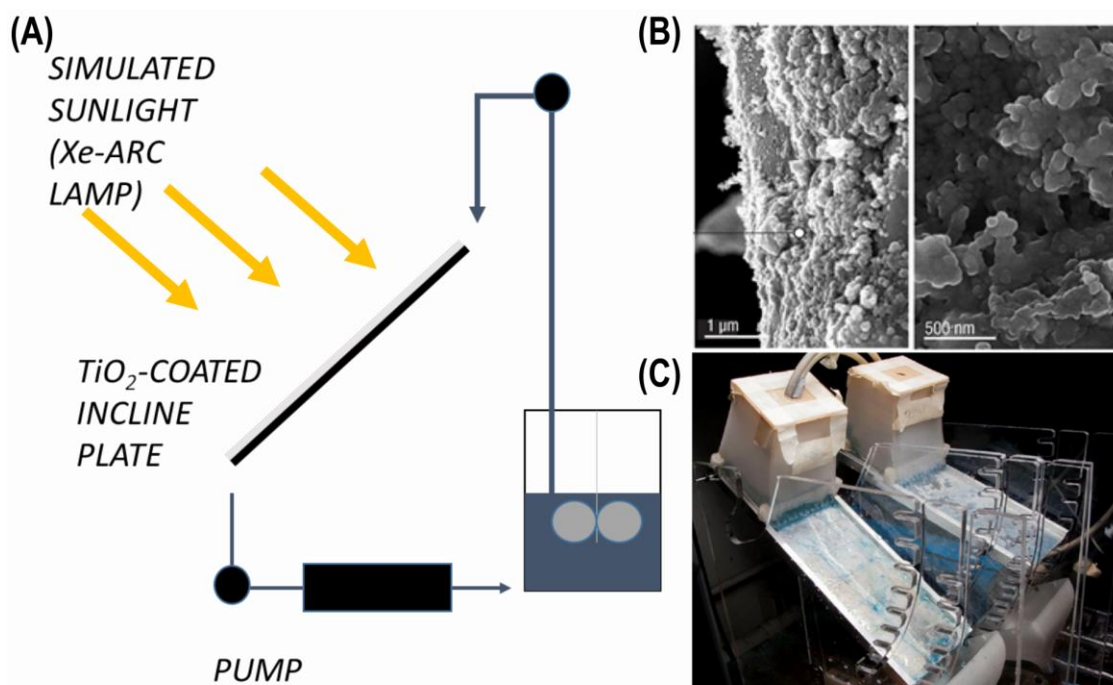 (A)
SIMULATED
SUNLIGHT
(Xe-ARC
LAMP)
TiO₂-COATED
INCLINE
PLATE
PUMP
(B)
1 µm
500 nm
(C)